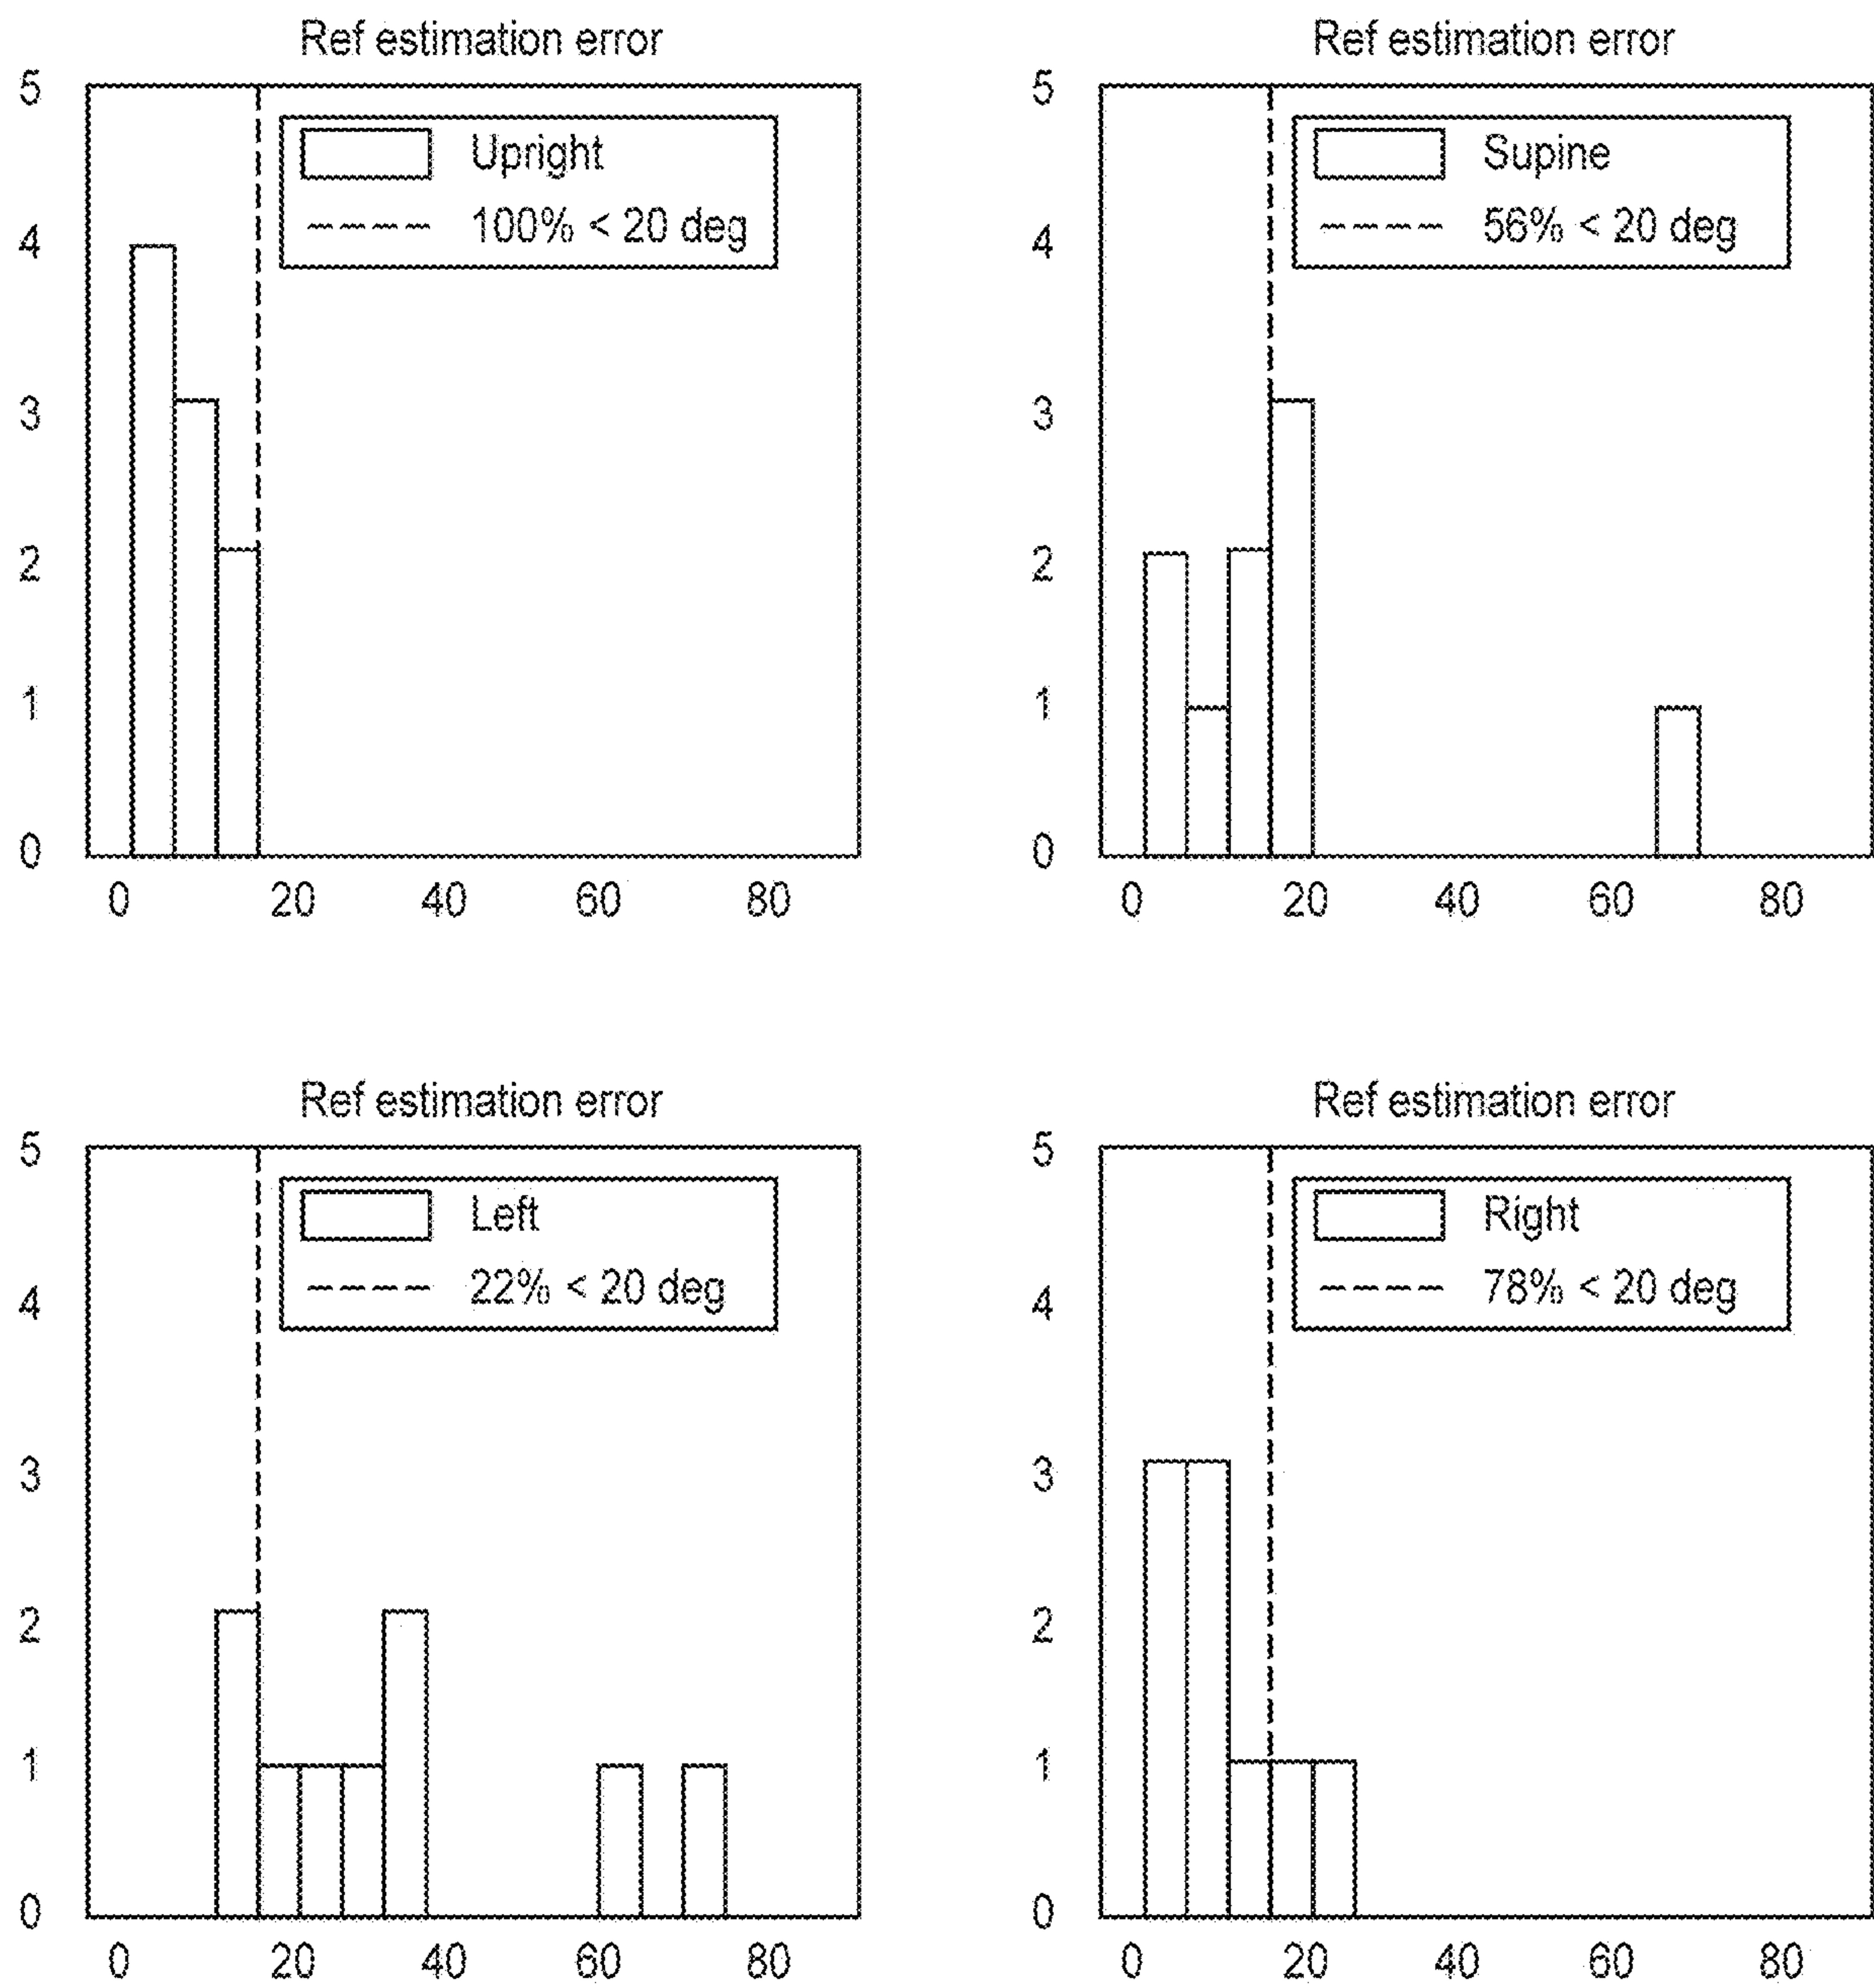 Ref estimation error
5
4
3
2
1
0
Upright
100% < 20 deg
0 20 40 60 80
Ref estimation error
5
4
3
2
1
0
Supine
56% < 20 deg
0 20 40 60 80
Ref estimation error
5
4
3
2
1
0
Left
22% < 20 deg
0 20 40 60 80
Ref estimation error
5
4
3
2
1
0
Right
78% < 20 deg
0 20 40 60 80